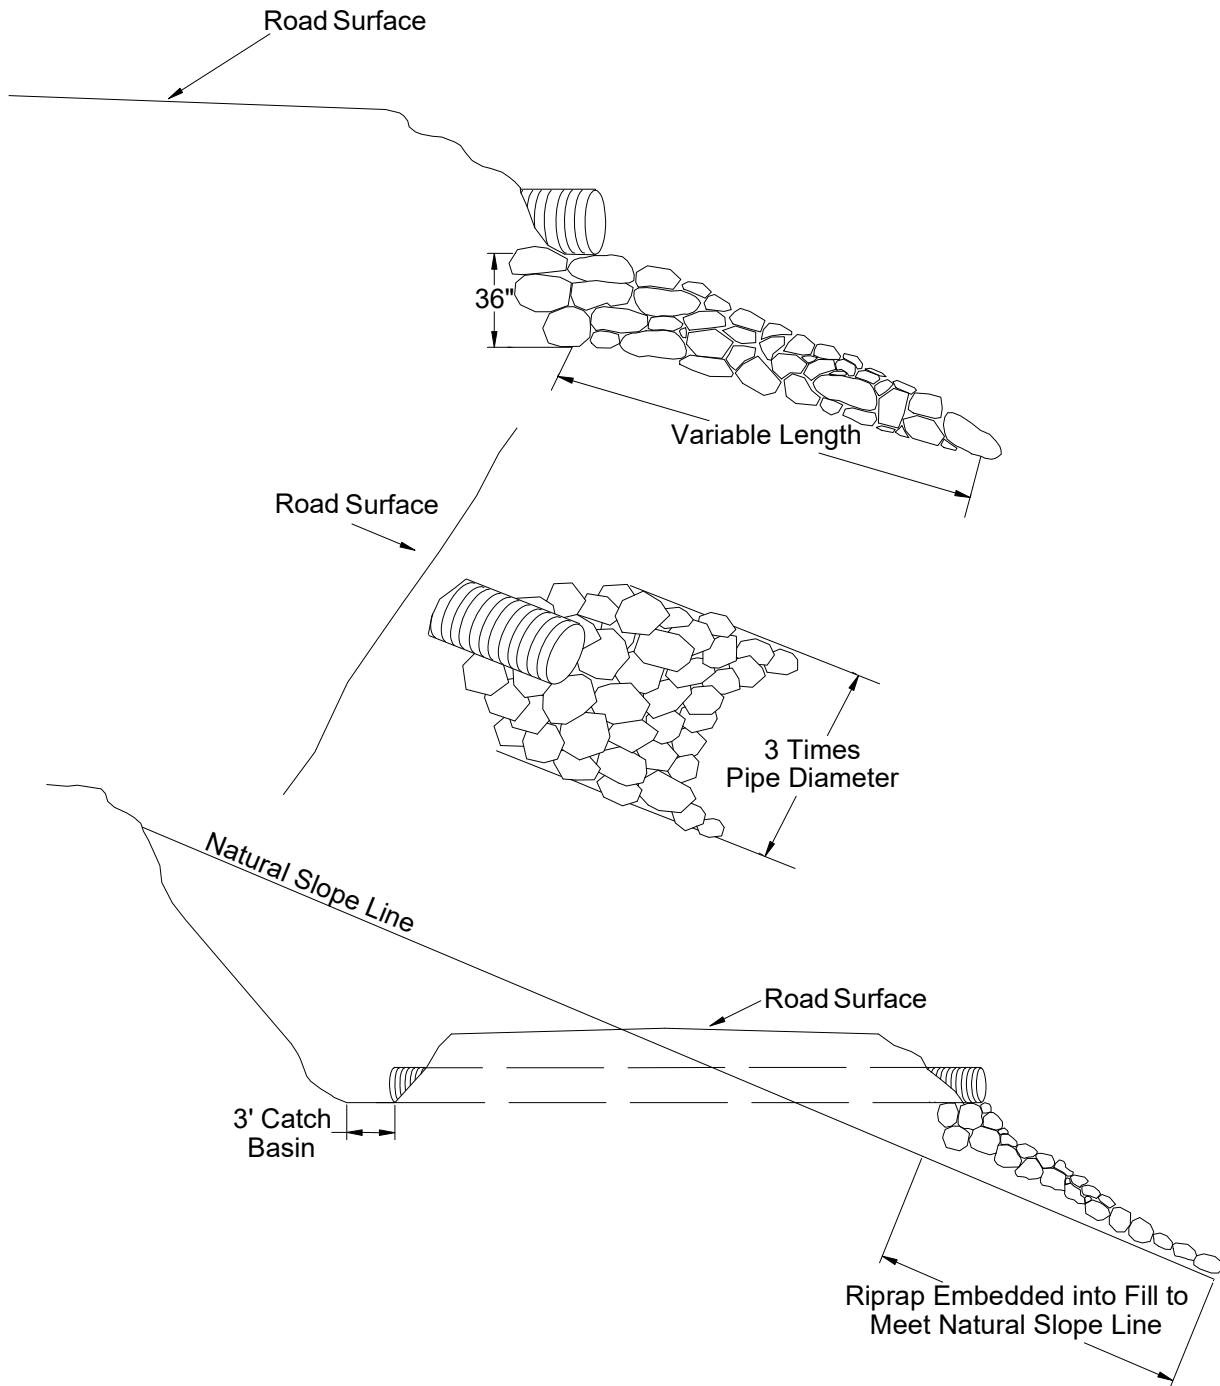 Road Surface
36"
Variable Length
Road Surface
3 Times
Pipe Diameter
Natural Slope Line
Road Surface
3' Catch
Basin
Riprap Embedded into Fill to
Meet Natural Slope Line